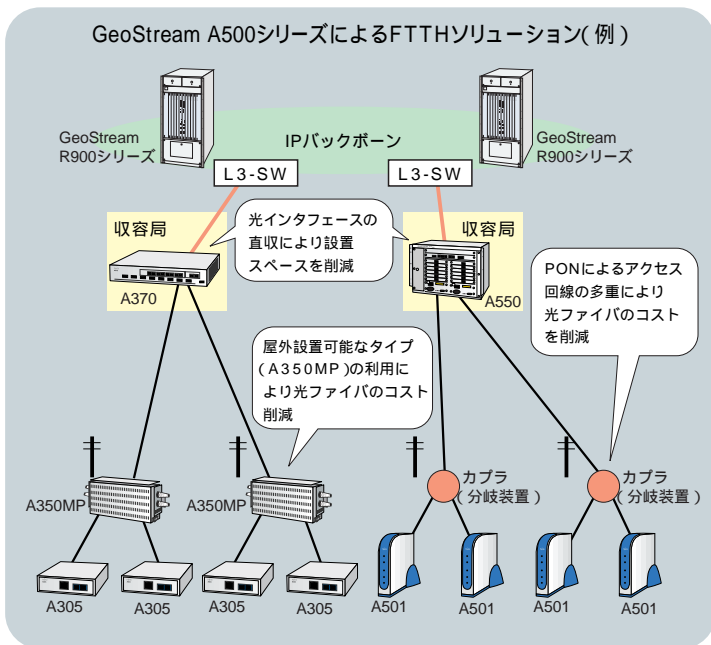 GeoStream A500シリーズによるFTTHソリューション(例)
GeoStream
R900シリーズ
IPバックボーン
GeoStream
R900シリーズ
L3-SW
L3-SW
収容局
A370
光インタフェースの
直収により設置
スペースを削減
収容局
A550
PONによるアクセス
回線の多重により
光ファイバのコスト
を削減
屋外設置可能なタイプ
(A350MP)の利用に
より光ファイバのコスト
削減
A350MP
A350MP
カプラ
(分岐装置)
カプラ
(分岐装置)
A305
A305
A305
A305
A501
A501
A501
A501